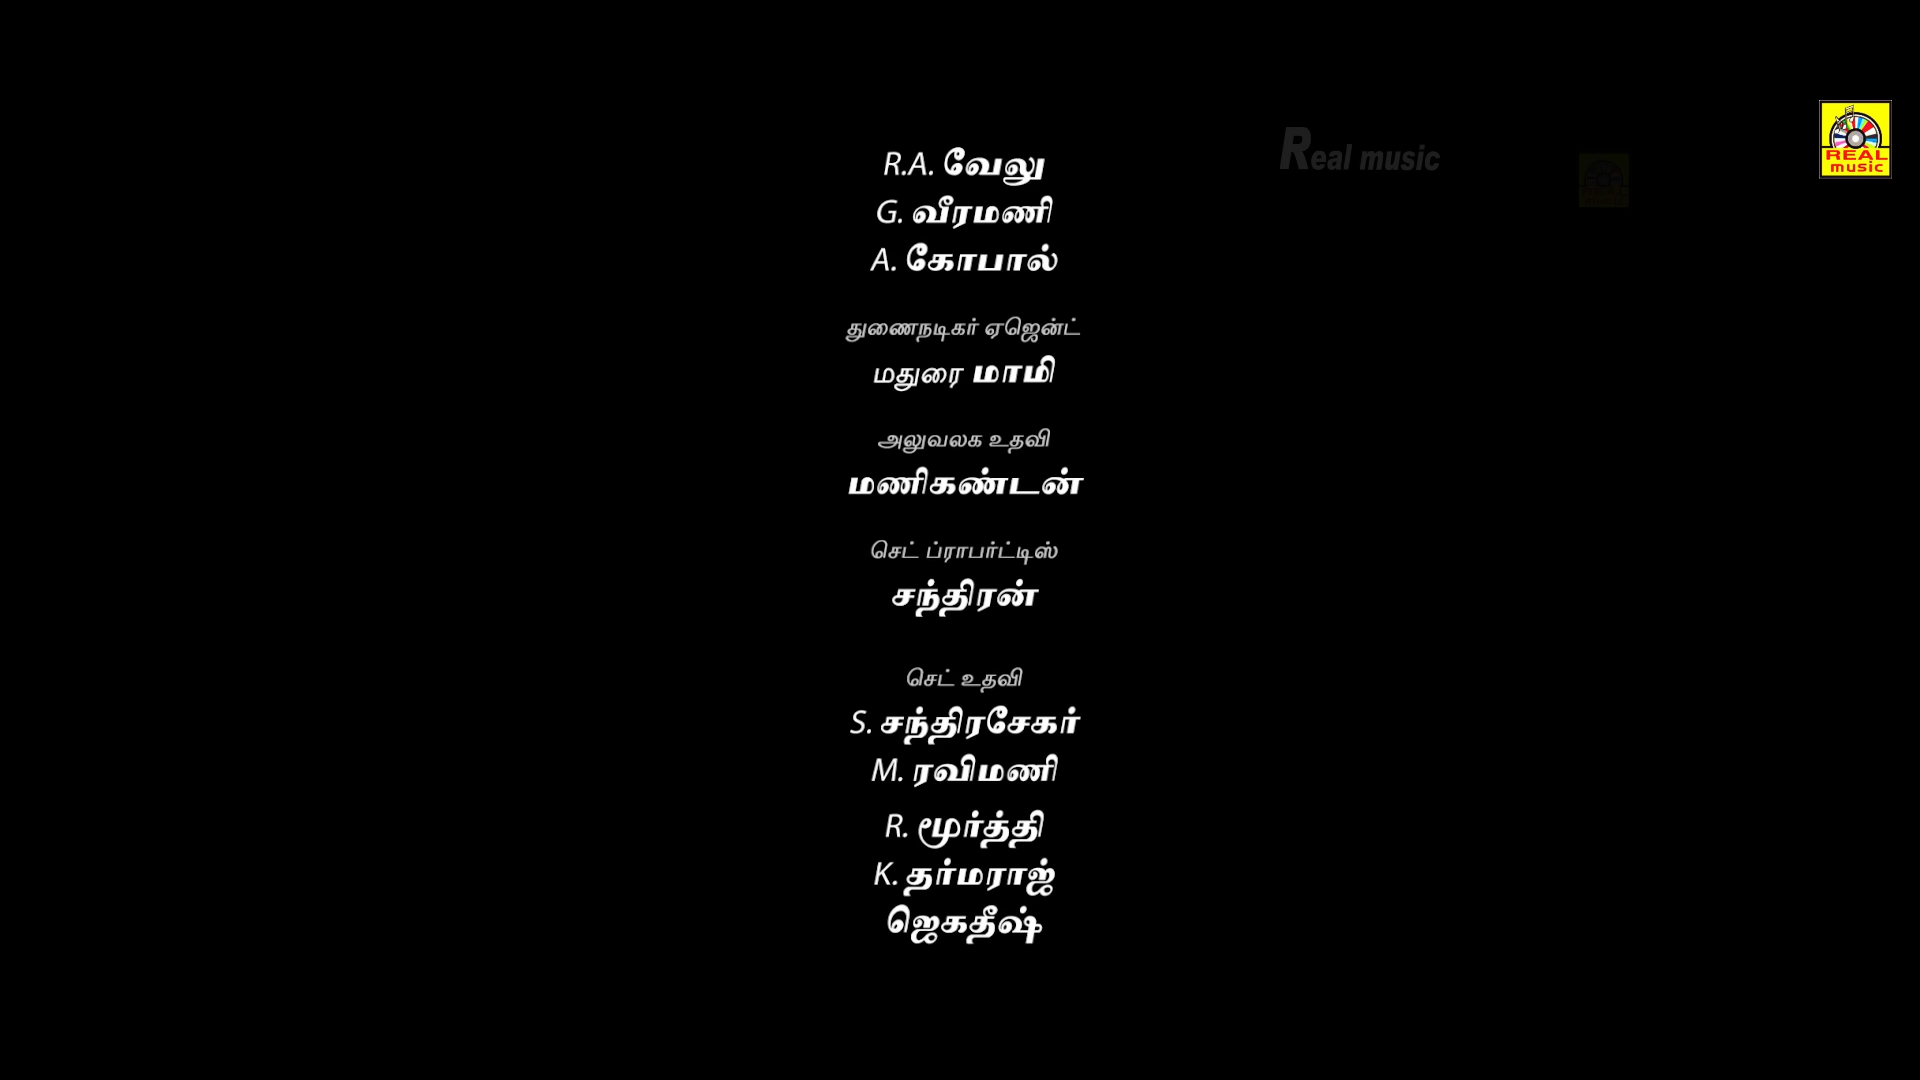 R.A. வேலு
G. வீரமணி
A. கோபால்
துணைநடிகர் ஏஜென்ட்
மதுரை மாமி
அலுவலக உதவி
மணிகண்டன்
செட் ப்ராபர்ட்டிஸ்
சந்திரன்
செட் உதவி
S. சந்திரசேகர்
M. ரவிமணி
R. மூர்த்தி
K. தர்மராஜ்
ஜெகதீஷ்
Real music
REAL
music